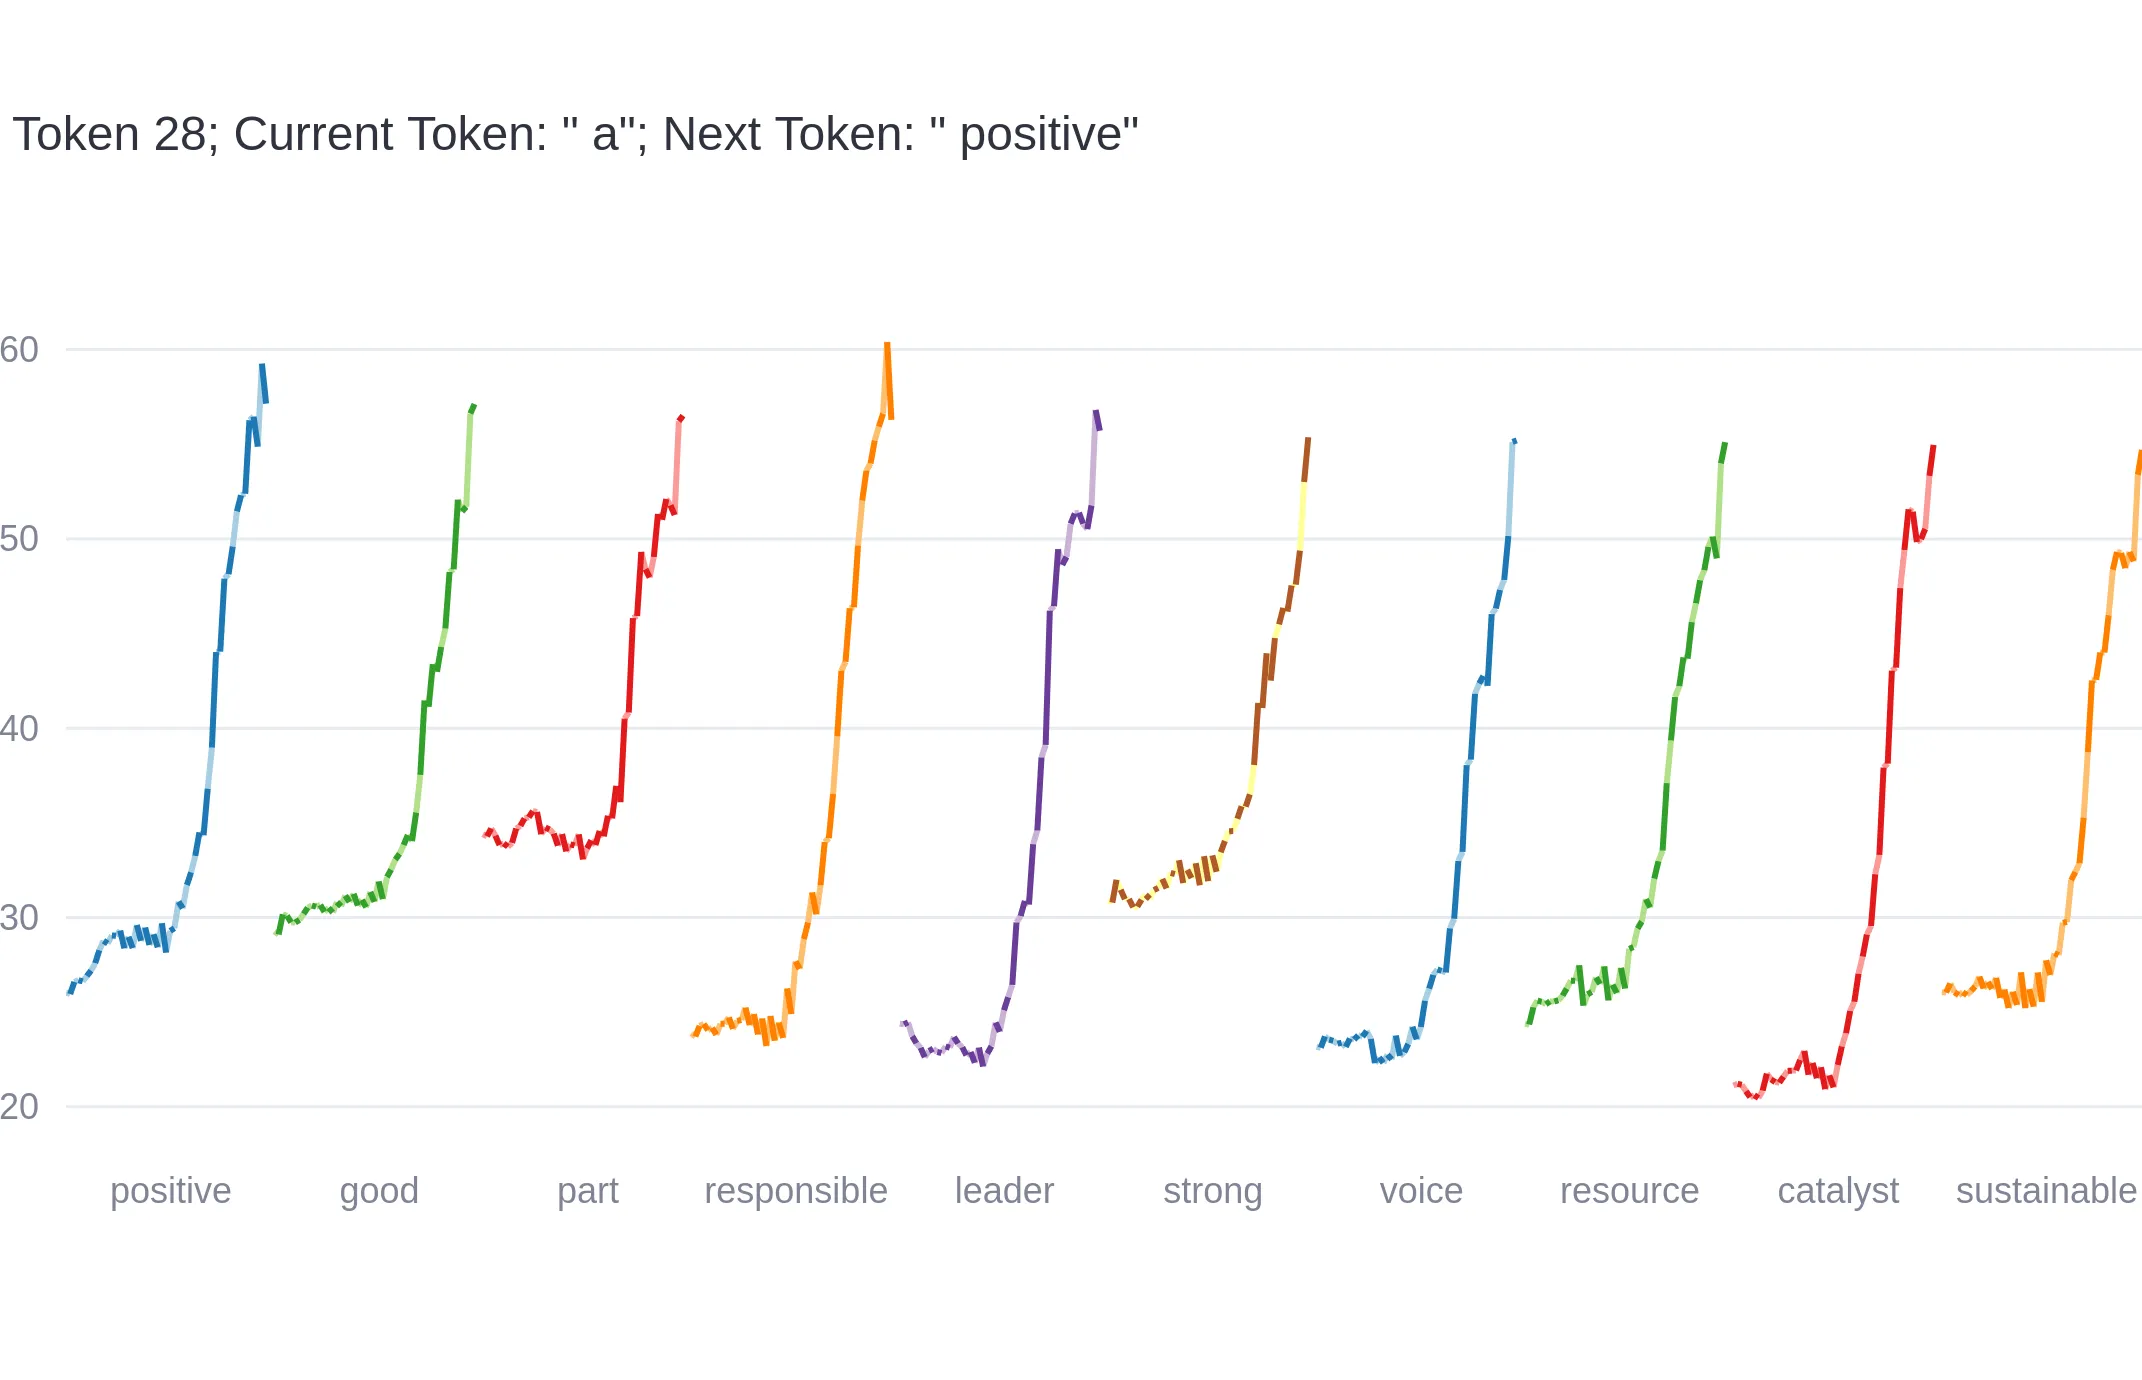 Token 28; Current Token: " a"; Next Token: " positive"
60
50
40
30
20
positive good part responsible leader strong voice resource catalyst sustainable